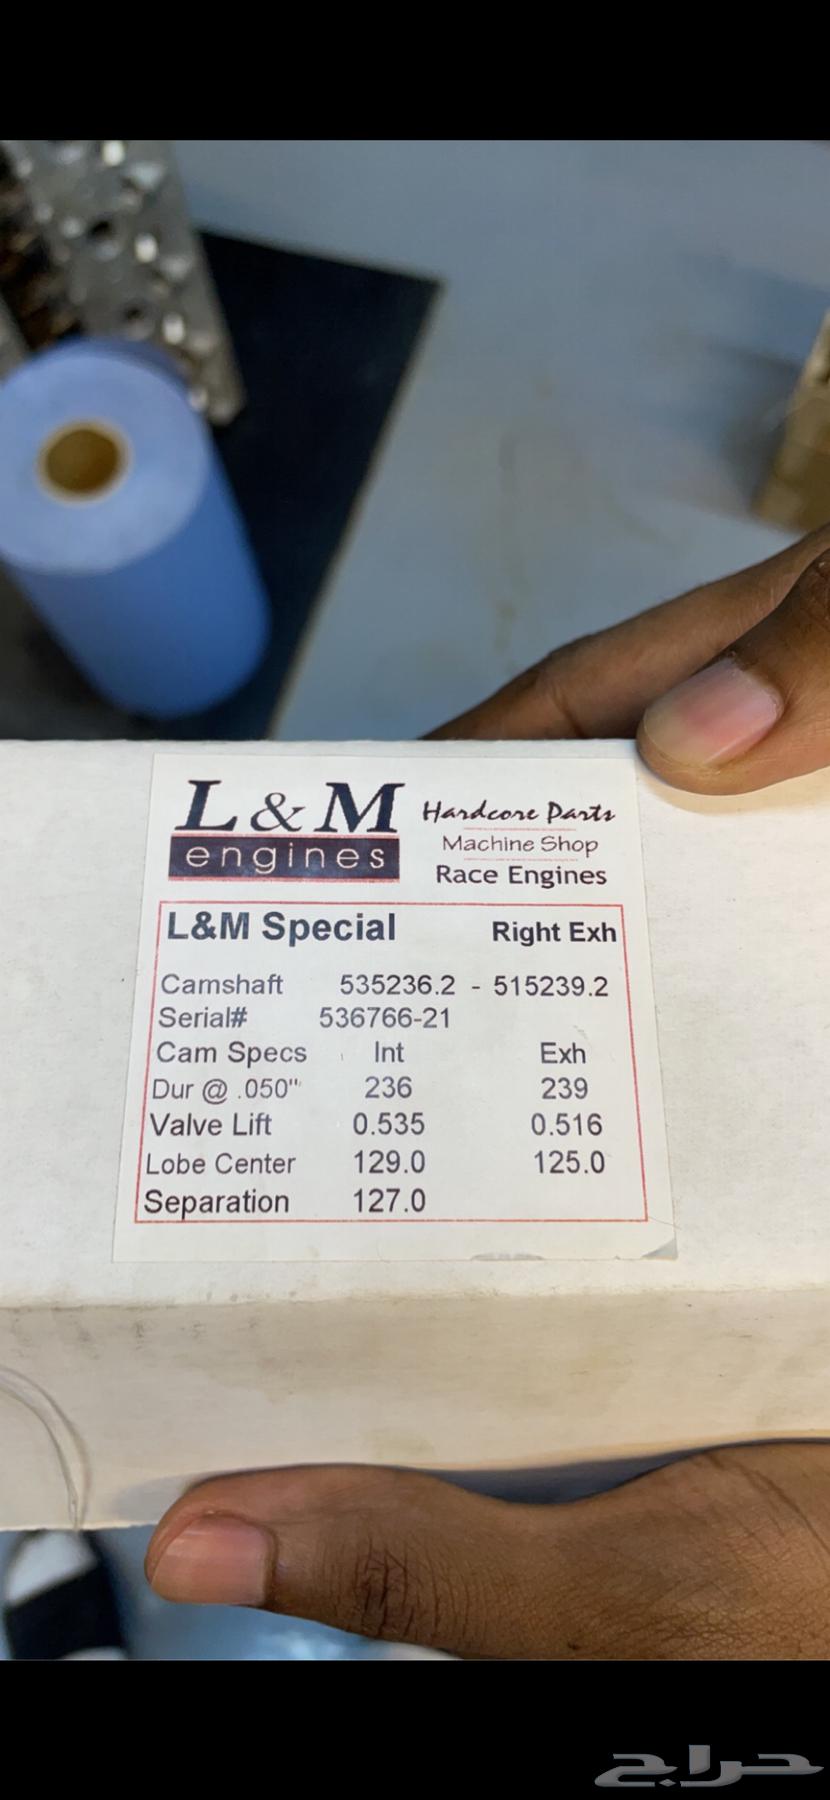 L&M
engines
Hardcore Parts
Machine Shop
Race Engines
L&M Special Right Exh
Camshaft 535236.2 - 515239.2
Serial# 536766-21
Cam Specs Int Exh
Dur @ .050" 236 239
Valve Lift 0.535 0.516
Lobe Center 129.0 125.0
Separation 127.0
حراج